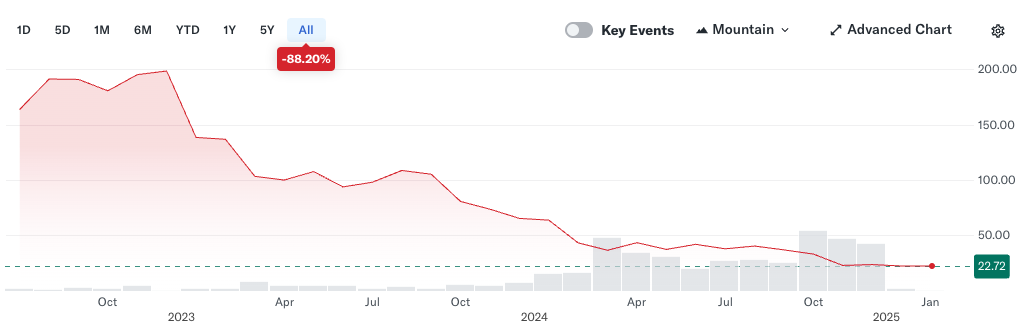 1D 5D 1M 6M YTD 1Y 5Y All Key Events Mountain Advanced Chart
-88.20%
200.00
150.00
100.00
50.00
22.72
Oct Apr Jul Oct Apr Jul Oct Jan
2023 2024 2025